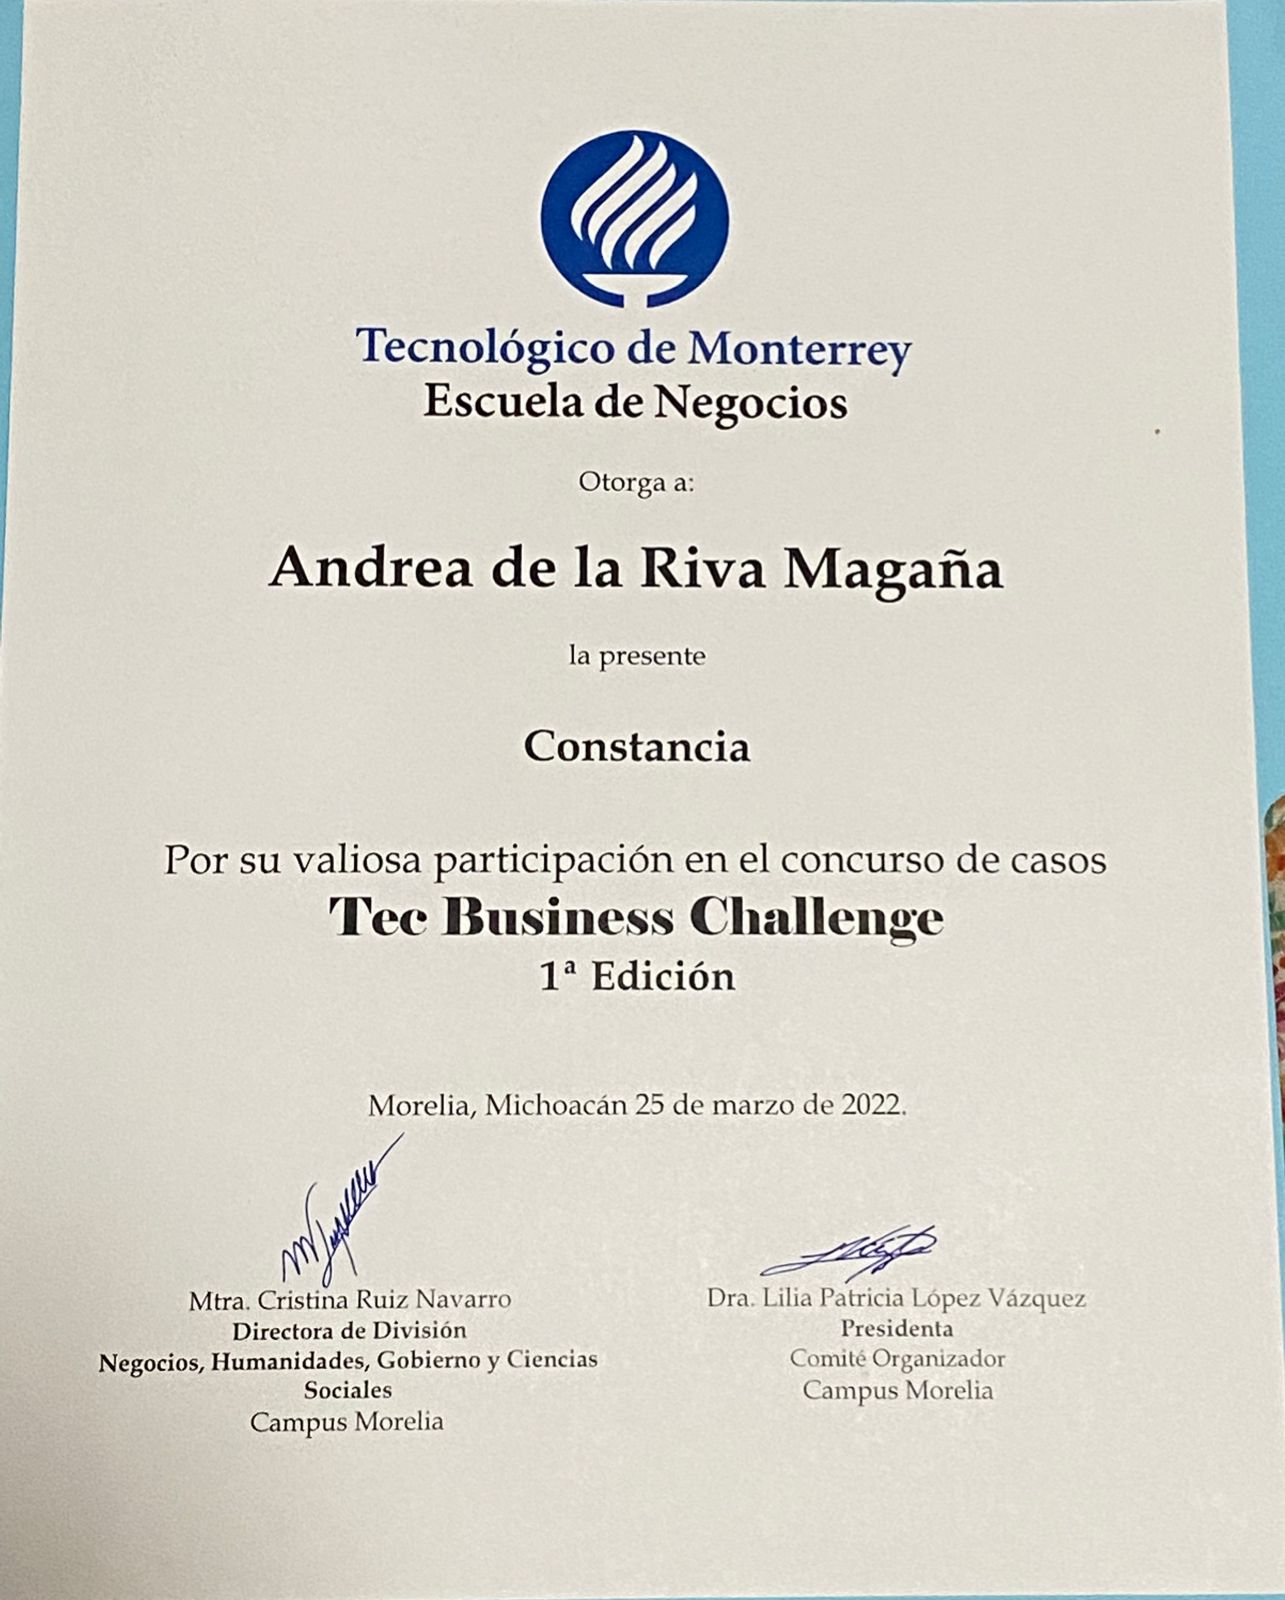 Tecnológico de Monterrey
Escuela de Negocios
Otorga a:
Andrea de la Riva Magaña
la presente
Constancia
Por su valiosa participación en el concurso de casos
Tec Business Challenge
1ª Edición
Morelia, Michoacán 25 de marzo de 2022.
Mtra. Cristina Ruiz Navarro
Directora de División
Negocios, Humanidades, Gobierno y Ciencias
Sociales
Campus Morelia
Dra. Lilia Patricia López Vázquez
Presidenta
Comité Organizador
Campus Morelia